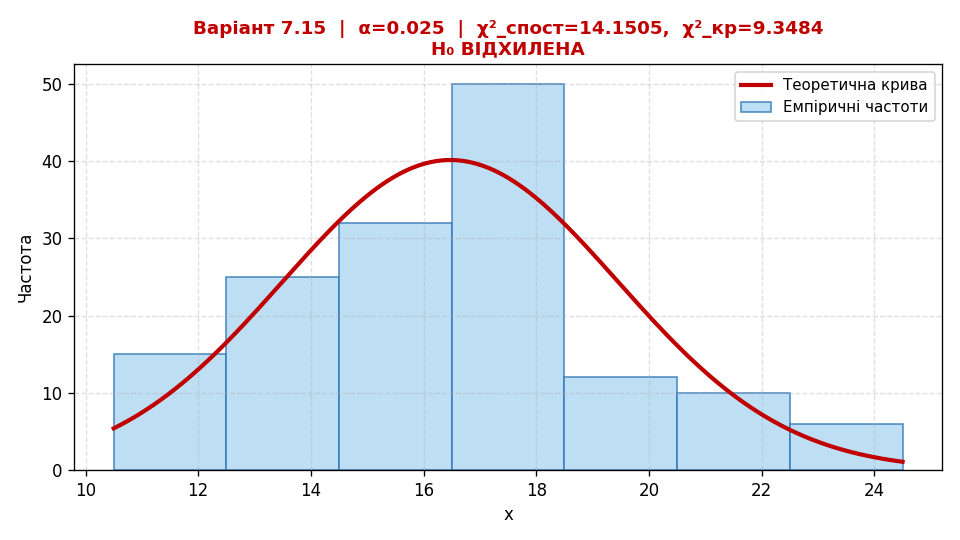 Варіант 7.15 | α=0.025 | χ²_спост=14.1505, χ²_кр=9.3484
H₀ ВІДХИЛЕНА
Теоретична крива
Емпіричні частоти
Частота
50
40
30
20
10
0
10 12 14 16 18 20 22 24
x